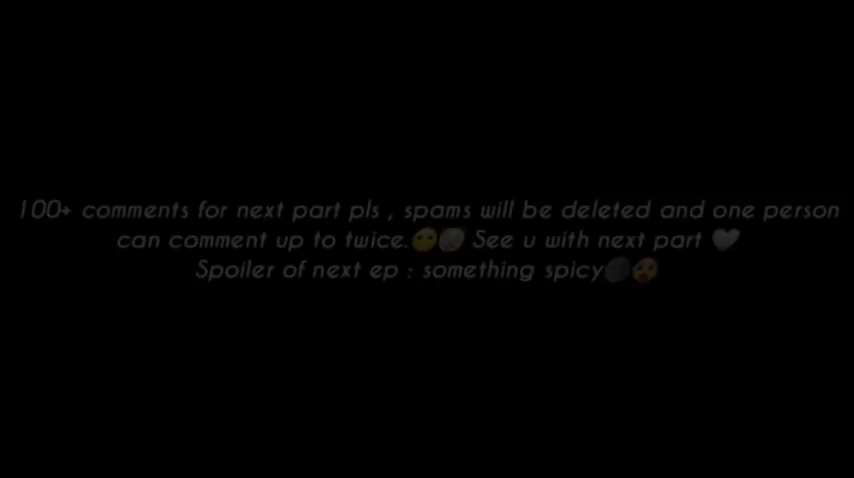 100+ comments for next part pls , spams will be deleted and one person
can comment up to twice.😶🤧 See u with next part 🤍
Spoiler of next ep : something spicy🌚😮